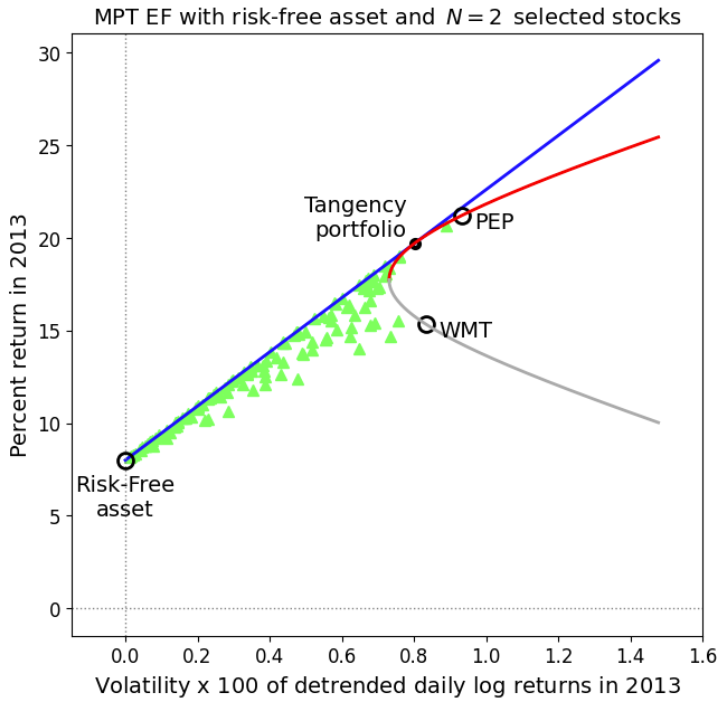 MPT EF with risk-free asset and N = 2 selected stocks
30
25
20
15
10
5
0
Percent return in 2013
Tangency
portfolio
PEP
WMT
Risk-Free
asset
0.0 0.2 0.4 0.6 0.8 1.0 1.2 1.4 1.6
Volatility x 100 of detrended daily log returns in 2013